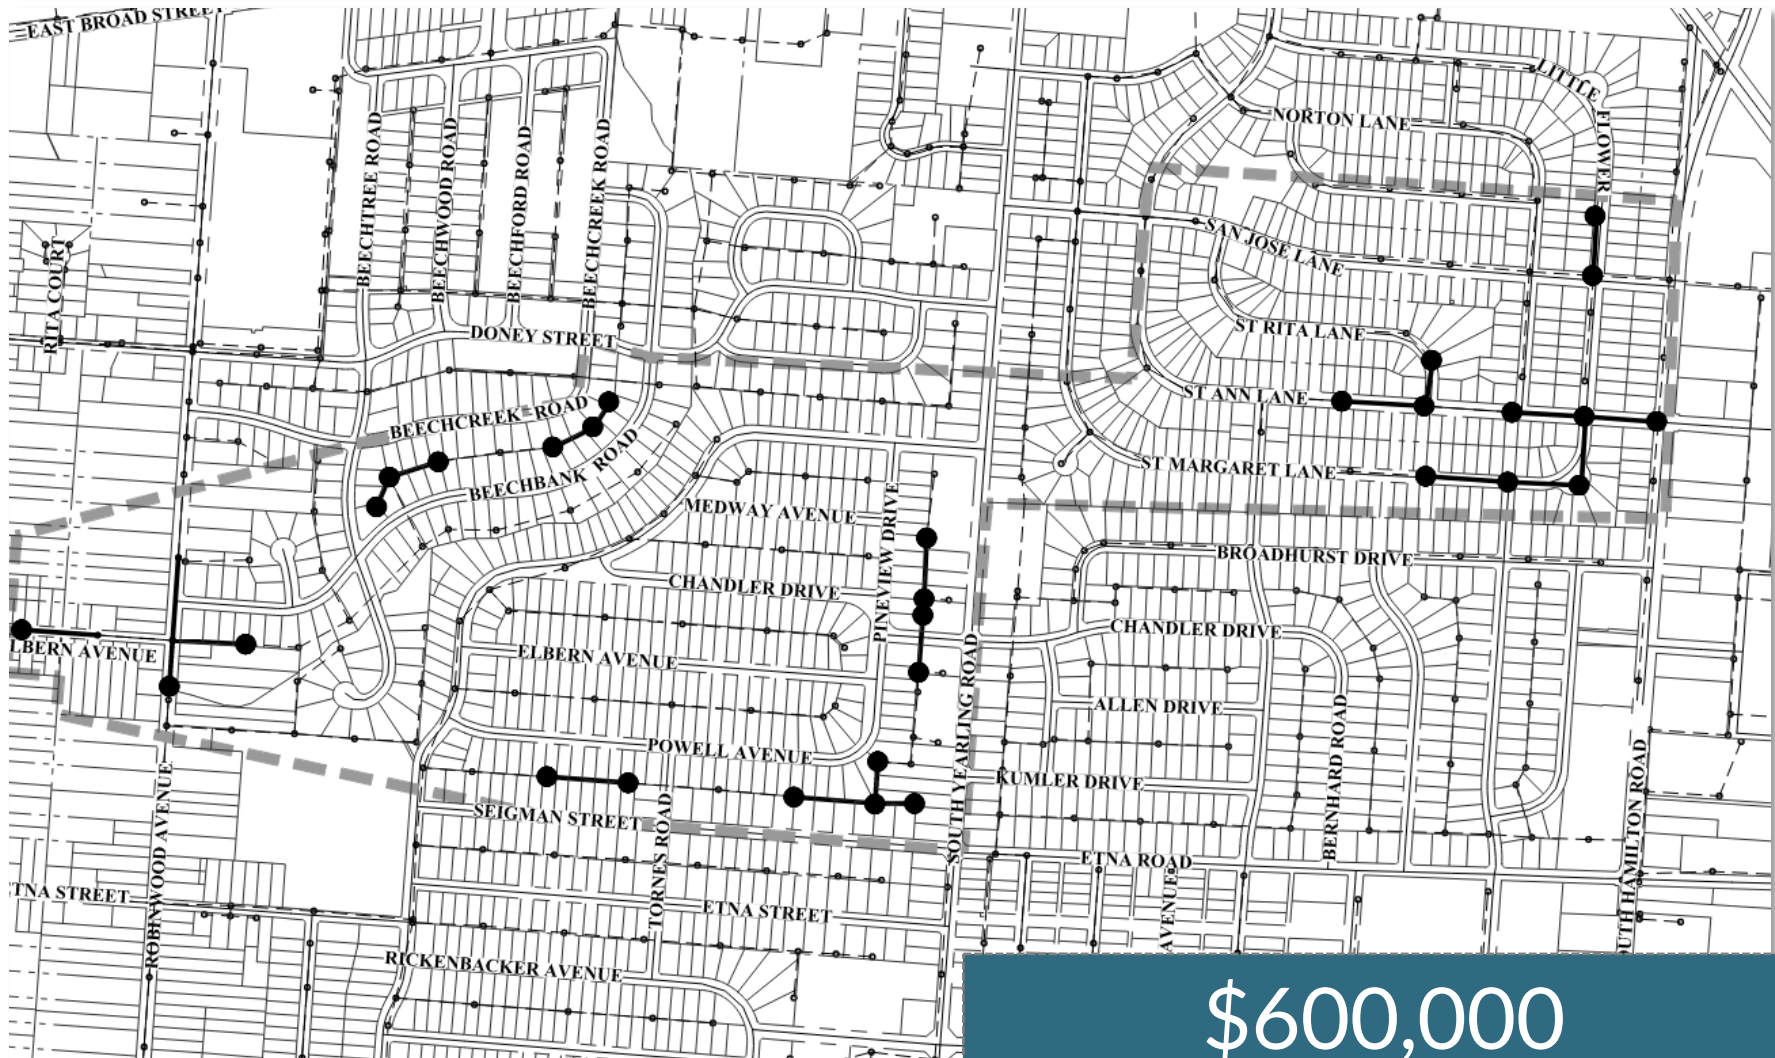 EAST BROAD STREET
LITTLE
FLOWER
NORTON LANE
BEECHTREE ROAD
BEECHWOOD ROAD
BEECHFORD ROAD
BEECHCREEK ROAD
SAN JOSE LANE
RITA COURT
DONEY STREET
ST RITA LANE
ST ANN LANE
BEECHCREEK ROAD
BEECHBANK ROAD
ST MARGARET LANE
MEDWAY AVENUE
PINEVIEW DRIVE
BROADHURST DRIVE
CHANDLER DRIVE
CHANDLER DRIVE
LBERN AVENUE
ELBERN AVENUE
SOUTH YEARLING ROAD
ALLEN DRIVE
BERNHARD ROAD
POWELL AVENUE
KUMLER DRIVE
SOUTH HAMILTON ROAD
ROBINWOOD AVENUE
SEIGMAN STREET
TORNES ROAD
ETNA ROAD
AVENUE
TNA STREET
ETNA STREET
RICKENBACKER AVENUE
$600,000